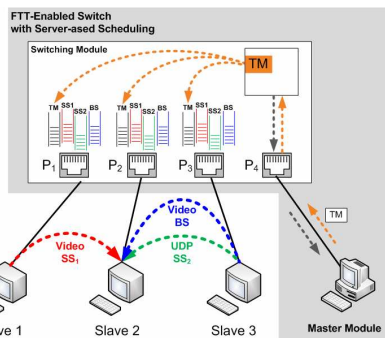 FTT-Enabled Switch
with Server-ased Scheduling
Switching Module
TM
TM SS1 SS2 BS
TM SS1 SS2 BS
TM SS1 SS2 BS
P1 P2 P3 P4
TM
Video
SS1
Video
BS
UDP
SS2
ve 1
Slave 2
Slave 3
Master Module